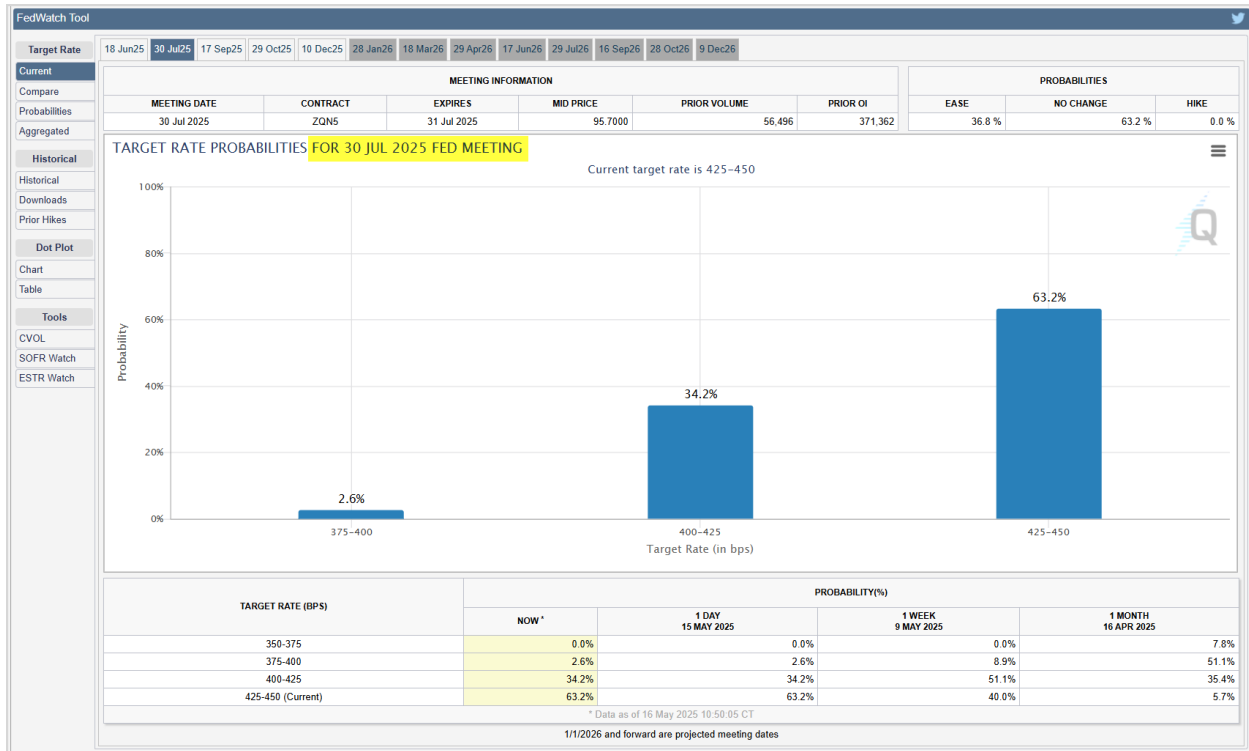 FedWatch Tool
Target Rate
Current
Compare
Probabilities
Aggregated
Historical
Historical
Downloads
Prior Hikes
Dot Plot
Chart
Table
Tools
CVOL
SOFR Watch
ESTR Watch
18 Jun25 30 Jul25 17 Sep25 29 Oct25 10 Dec25 28 Jan26 18 Mar26 29 Apr26 17 Jun26 29 Jul26 16 Sep26 28 Oct26 9 Dec26
MEETING INFORMATION
MEETING DATE CONTRACT EXPIRES MID PRICE PRIOR VOLUME PRIOR OI
30 Jul 2025 ZQN5 31 Jul 2025 95.7000 56,496 371,362
PROBABILITIES
EASE NO CHANGE HIKE
36.8 % 63.2 % 0.0 %
TARGET RATE PROBABILITIES FOR 30 JUL 2025 FED MEETING
Current target rate is 425-450
Q
Probability
100%
80%
60%
40%
20%
0%
2.6%
34.2%
63.2%
375-400 400-425 425-450
Target Rate (in bps)
TARGET RATE (BPS) PROBABILITY(%)
NOW * 1 DAY 1 WEEK 1 MONTH
15 MAY 2025 9 MAY 2025 16 APR 2025
350-375 0.0% 0.0% 0.0% 7.8%
375-400 2.6% 2.6% 8.9% 51.1%
400-425 34.2% 34.2% 51.1% 35.4%
425-450 (Current) 63.2% 63.2% 40.0% 5.7%
* Data as of 16 May 2025 10:50:05 CT
1/1/2026 and forward are projected meeting dates